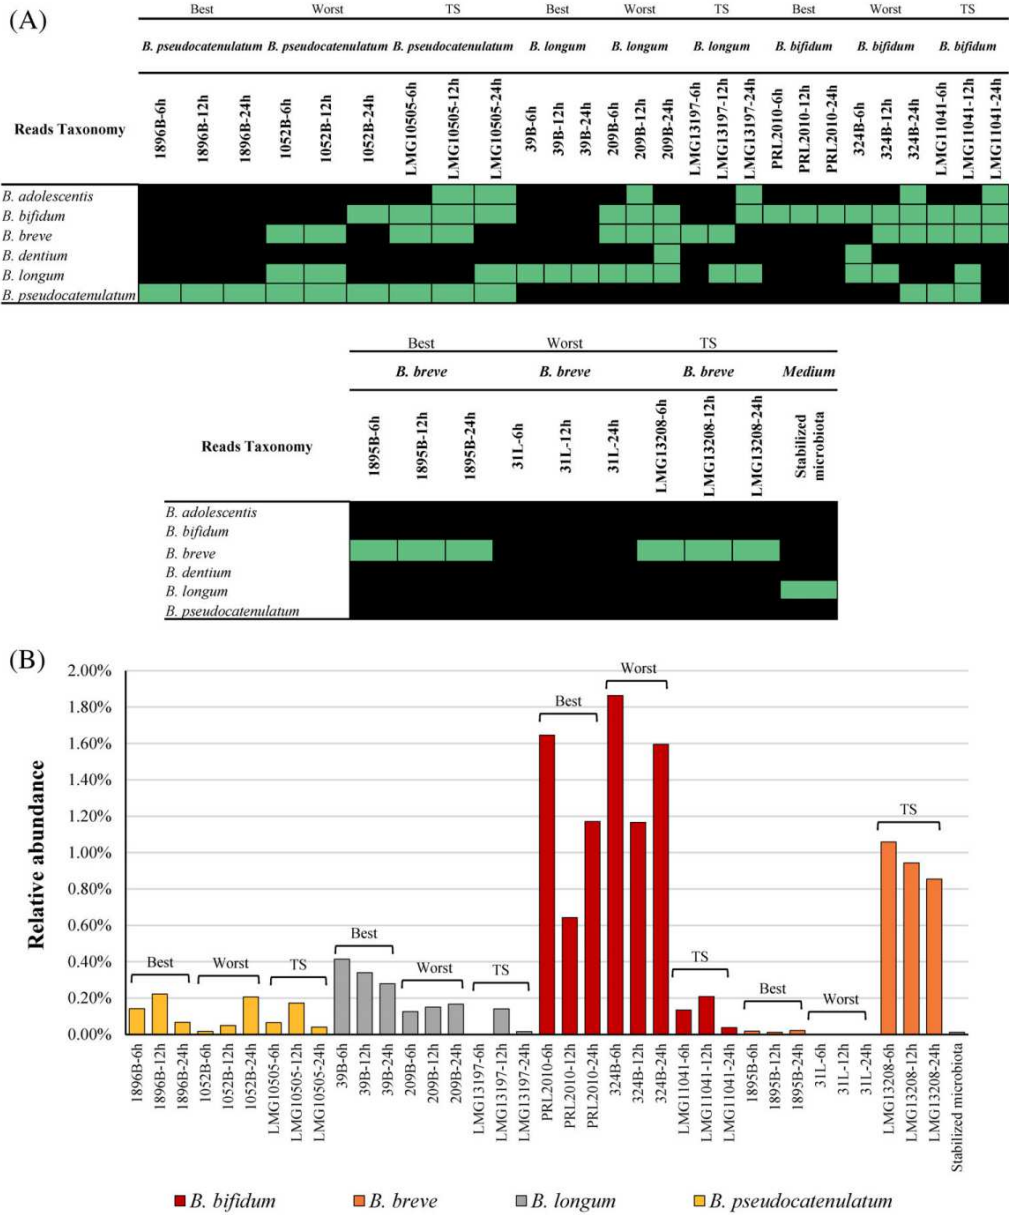 (A)
Best Worst TS Best Worst TS Best Worst TS
B. pseudocatenulatum B. pseudocatenulatum B. pseudocatenulatum B. longum B. longum B. longum B. bifidum B. bifidum B. bifidum
Reads Taxonomy 1896B-6h 1896B-12h 1896B-24h 1052B-6h 1052B-12h 1052B-24h LMG10505-6h LMG10505-12h LMG10505-24h 39B-6h 39B-12h 39B-24h 209B-6h 209B-12h 209B-24h LMG13197-6h LMG13197-12h LMG13197-24h PRL2010-6h PRL2010-12h PRL2010-24h 324B-6h 324B-12h 324B-24h LMG11041-6h LMG11041-12h LMG11041-24h
B. adolescentis
B. bifidum
B. breve
B. dentium
B. longum
B. pseudocatenulatum
Best Worst TS
B. breve B. breve B. breve Medium
Reads Taxonomy 1895B-6h 1895B-12h 1895B-24h 31L-6h 31L-12h 31L-24h LMG13208-6h LMG13208-12h LMG13208-24h Stabilized
microbiota
B. adolescentis
B. bifidum
B. breve
B. dentium
B. longum
B. pseudocatenulatum
(B)
Relative abundance
2.00%
1.80%
1.60%
1.40%
1.20%
1.00%
0.80%
0.60%
0.40%
0.20%
0.00%
Best Worst TS Best Worst TS Best Worst TS Best Worst TS
1896B-6h 1896B-12h 1896B-24h 1052B-6h 1052B-12h 1052B-24h LMG10505-6h LMG10505-12h LMG10505-24h 39B-6h 39B-12h 39B-24h 209B-6h 209B-12h 209B-24h LMG13197-6h LMG13197-12h LMG13197-24h PRL2010-6h PRL2010-12h PRL2010-24h 324B-6h 324B-12h 324B-24h LMG11041-6h LMG11041-12h LMG11041-24h 1895B-6h 1895B-12h 1895B-24h 31L-6h 31L-12h 31L-24h LMG13208-6h LMG13208-12h LMG13208-24h Stabilized microbiota
B. bifidum B. breve B. longum B. pseudocatenulatum